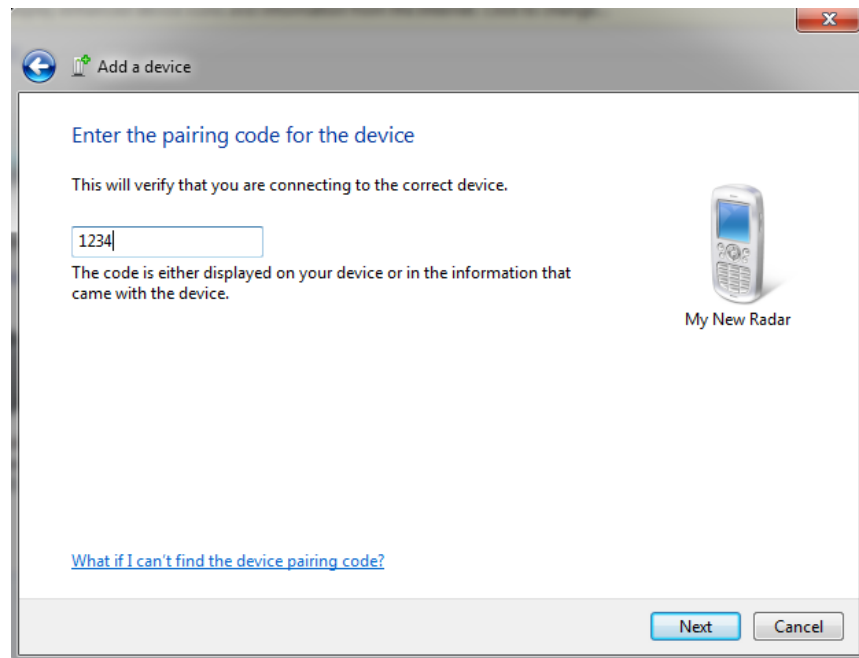 Add a device
Enter the pairing code for the device
This will verify that you are connecting to the correct device.
1234
The code is either displayed on your device or in the information that
came with the device.
My New Radar
What if I can't find the device pairing code?
Next
Cancel